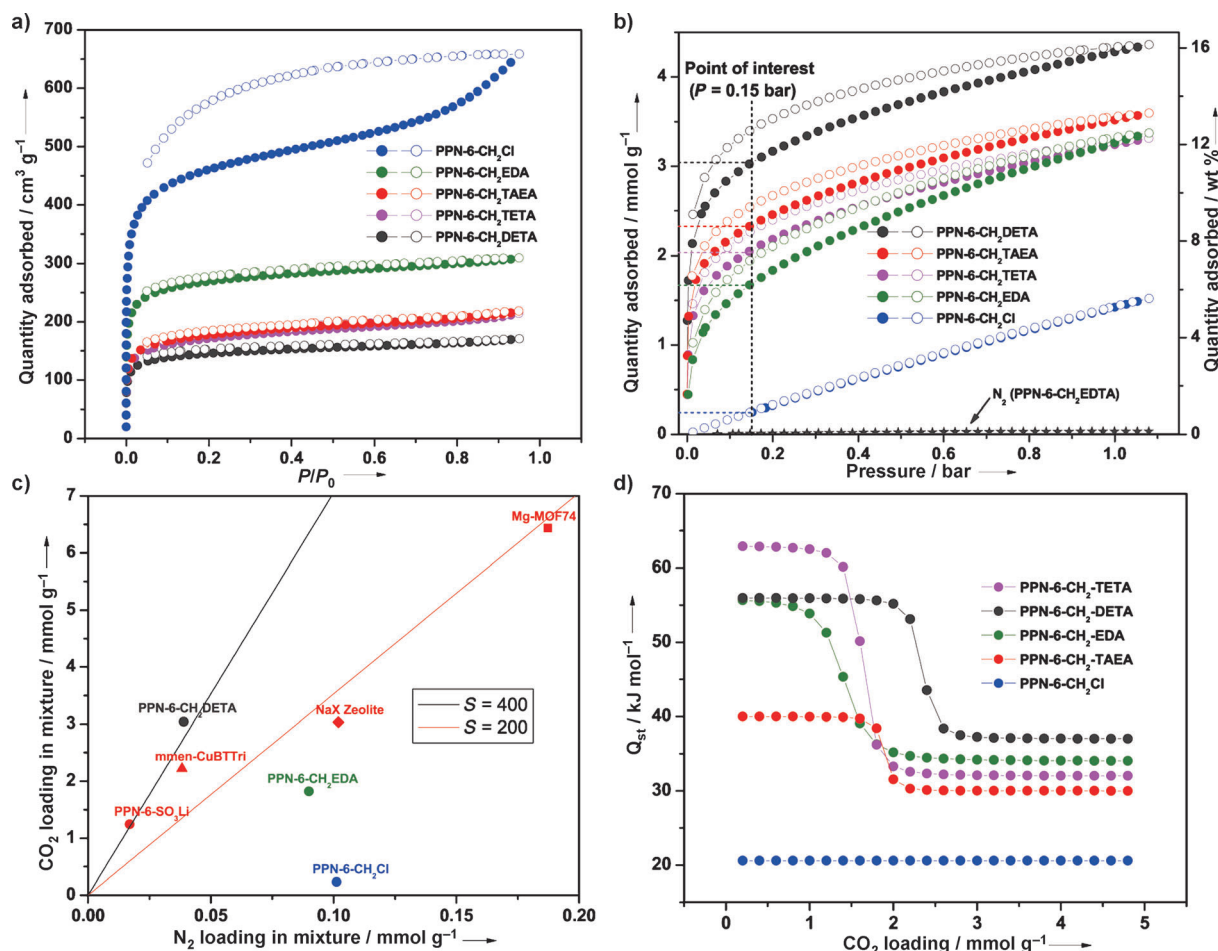 a)
700
600
500
400
300
200
100
0
Quantity adsorbed / cm³ g⁻¹
PPN-6-CH₂Cl
PPN-6-CH₂EDA
PPN-6-CH₂TAEA
PPN-6-CH₂TETA
PPN-6-CH₂DETA
0.0 0.2 0.4 0.6 0.8 1.0
P/P₀
b)
4
3
2
1
0
Quantity adsorbed / mmol g⁻¹
Point of interest
(P = 0.15 bar)
PPN-6-CH₂DETA
PPN-6-CH₂TAEA
PPN-6-CH₂TETA
PPN-6-CH₂EDA
PPN-6-CH₂Cl
N₂ (PPN-6-CH₂EDTA)
16
12
8
4
0
Quantity adsorbed / wt %
0.0 0.2 0.4 0.6 0.8 1.0
Pressure / bar
c)
7
6
5
4
3
2
1
0
CO₂ loading in mixture / mmol g⁻¹
Mg-MOF74
PPN-6-CH₂DETA
NaX Zeolite
mmen-CuBTTri
PPN-6-CH₂EDA
PPN-6-SO₃Li
PPN-6-CH₂Cl
S = 400
S = 200
0.00 0.05 0.10 0.15 0.20
N₂ loading in mixture / mmol g⁻¹
d)
70
60
50
40
30
20
Qst / kJ mol⁻¹
PPN-6-CH₂-TETA
PPN-6-CH₂-DETA
PPN-6-CH₂-EDA
PPN-6-CH₂-TAEA
PPN-6-CH₂Cl
0 1 2 3 4 5
CO₂ loading / mmol g⁻¹